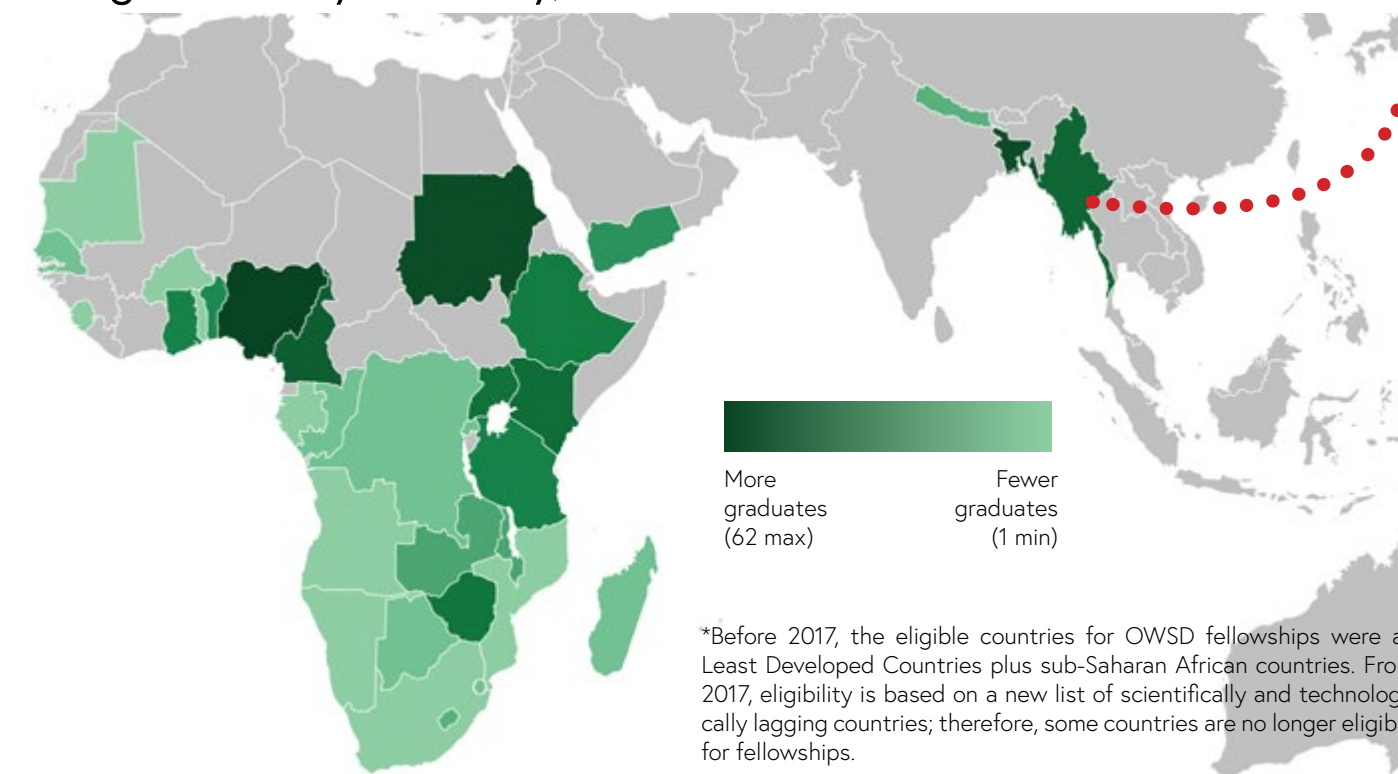 More
graduates
(62 max)
Fewer
graduates
(1 min)
*Before 2017, the eligible countries for OWSD fellowships were
Least Developed Countries plus sub-Saharan African countries.
2017, eligibility is based on a new list of scientifically and
cally lagging countries; therefore, some countries are no longer
for fellowships.